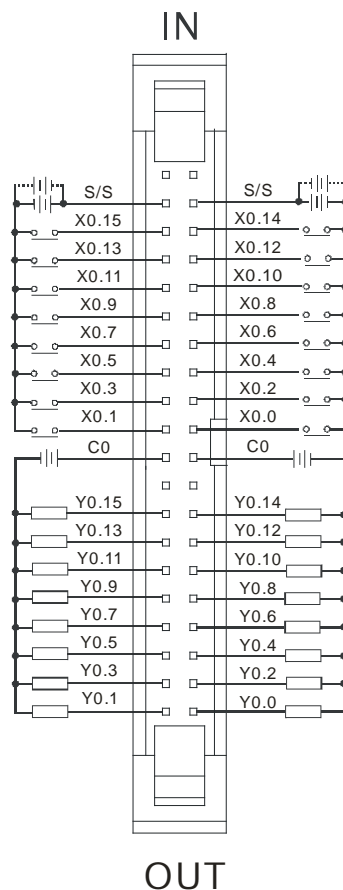 IN
S/S S/S
X0.15 X0.14
X0.13 X0.12
X0.11 X0.10
X0.9 X0.8
X0.7 X0.6
X0.5 X0.4
X0.3 X0.2
X0.1 X0.0
C0 C0
Y0.15 Y0.14
Y0.13 Y0.12
Y0.11 Y0.10
Y0.9 Y0.8
Y0.7 Y0.6
Y0.5 Y0.4
Y0.3 Y0.2
Y0.1 Y0.0
OUT